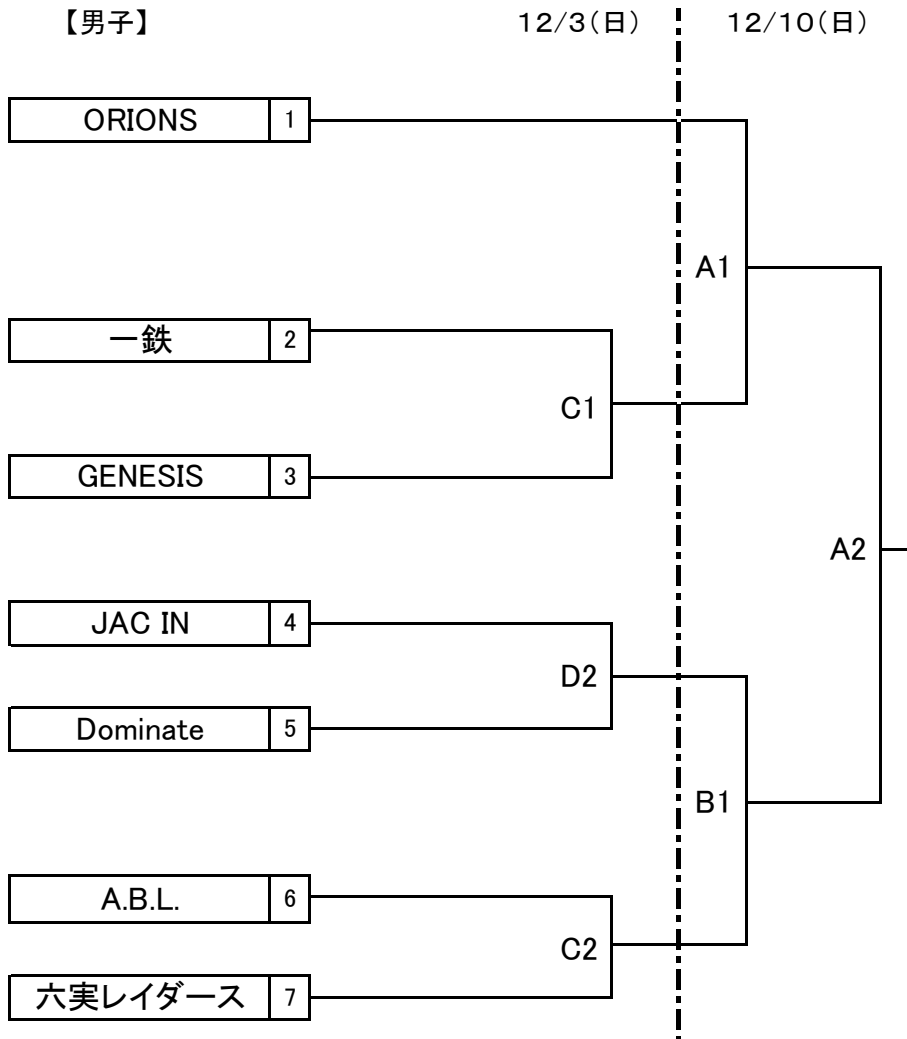 【男子】 12/3(日) 12/10(日)
ORIONS 1
A1
一鉄 2
C1
GENESIS 3
A2
JAC IN 4
D2
Dominate 5
B1
A.B.L. 6
C2
六実レイダース 7